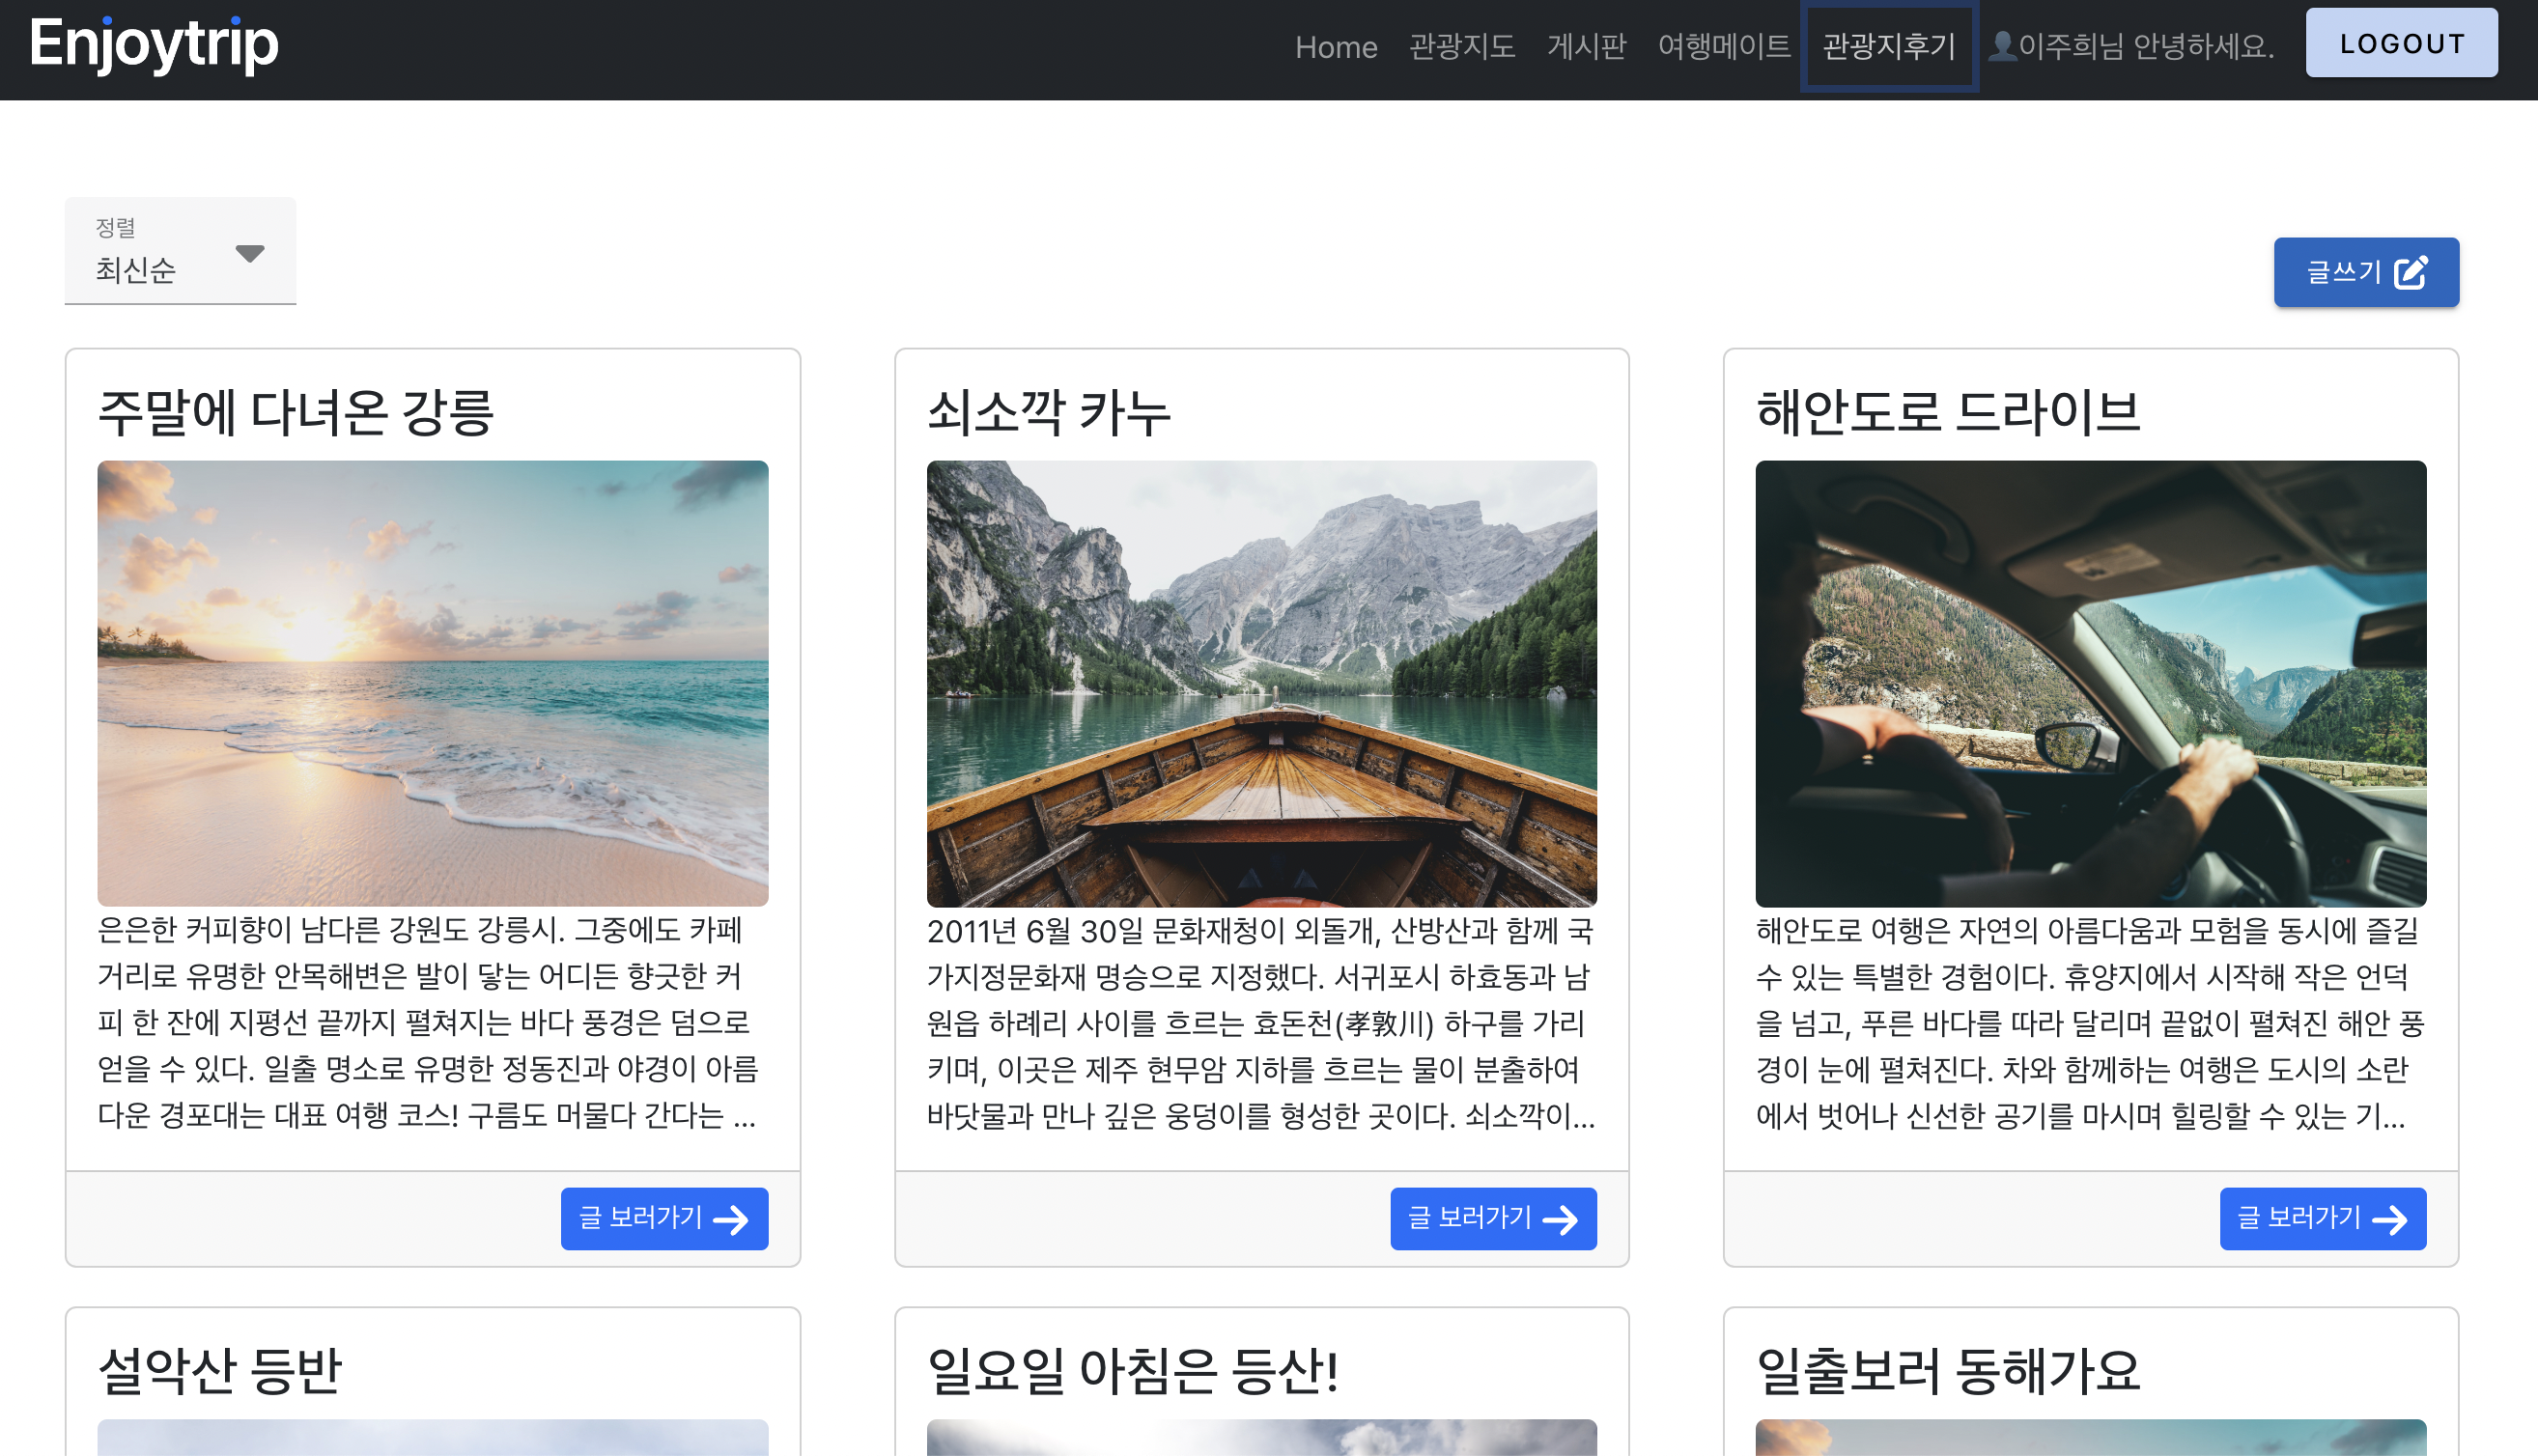 Enjoytrip
Home 관광지도 게시판 여행메이트 관광지후기 이주희님 안녕하세요. LOGOUT
정렬
최신순
글쓰기
주말에 다녀온 강릉
은은한 커피향이 남다른 강원도 강릉시. 그중에도 카페
거리로 유명한 안목해변은 발이 닿는 어디든 향긋한 커
피 한 잔에 지평선 끝까지 펼쳐지는 바다 풍경은 덤으로
얻을 수 있다. 일출 명소로 유명한 정동진과 야경이 아름
다운 경포대는 대표 여행 코스! 구름도 머물다 간다는 ...
글 보러가기
쇠소깍 카누
2011년 6월 30일 문화재청이 외돌개, 산방산과 함께 국
가지정문화재 명승으로 지정했다. 서귀포시 하효동과 남
원읍 하례리 사이를 흐르는 효돈천(孝敦川) 하구를 가리
키며, 이곳은 제주 현무암 지하를 흐르는 물이 분출하여
바닷물과 만나 깊은 웅덩이를 형성한 곳이다. 쇠소깍이...
글 보러가기
해안도로 드라이브
해안도로 여행은 자연의 아름다움과 모험을 동시에 즐길
수 있는 특별한 경험이다. 휴양지에서 시작해 작은 언덕
을 넘고, 푸른 바다를 따라 달리며 끝없이 펼쳐진 해안 풍
경이 눈에 펼쳐진다. 차와 함께하는 여행은 도시의 소란
에서 벗어나 신선한 공기를 마시며 힐링할 수 있는 기...
글 보러가기
설악산 등반
일요일 아침은 등산!
일출보러 동해가요